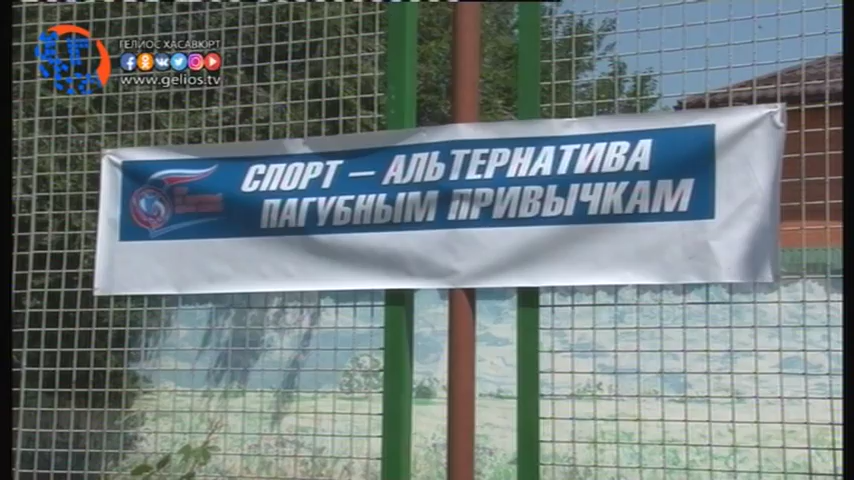 ГЕЛИОС ХАСАВЮРТ
www.gelios.tv
СПОРТ – АЛЬТЕРНАТИВА
ПАГУБНЫМ ПРИВЫЧКАМ